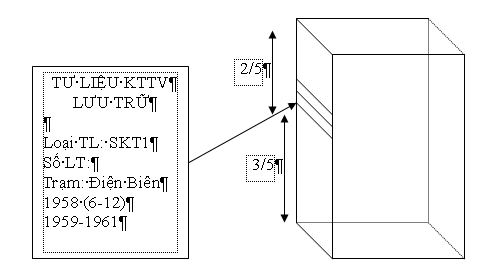 TƯ LIỆU KTTV
LƯU TRỮ
Loại TL: SKT1
Số LT:
Trạm: Điện Biên
1958 (6-12)
1959-1961
2/5
3/5